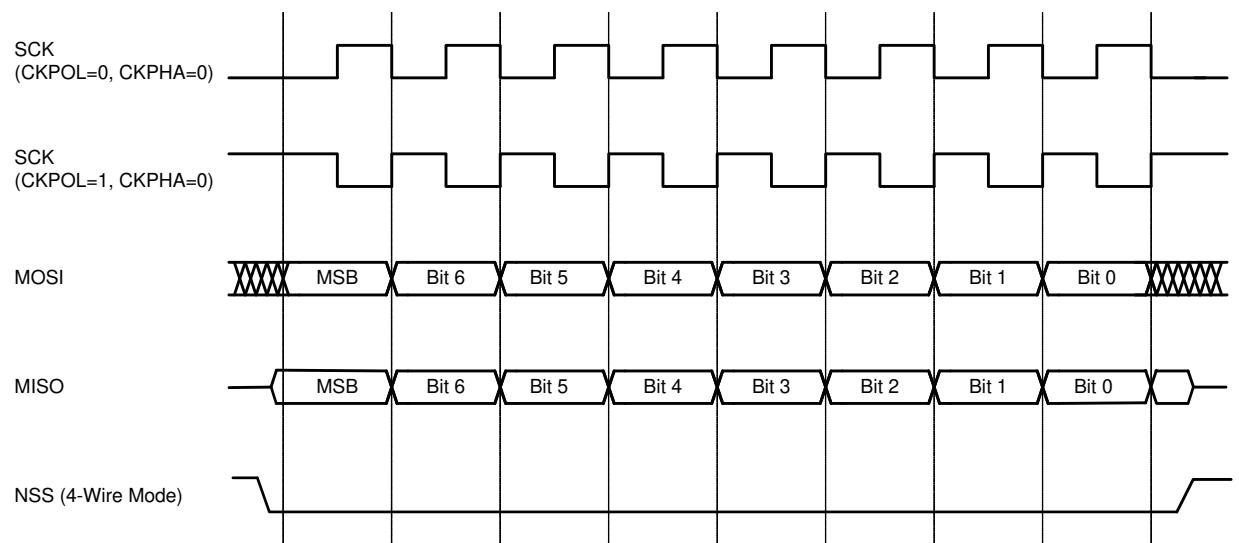 SCK
(CKPOL=0, CKPHA=0)
SCK
(CKPOL=1, CKPHA=0)
MOSI
MSB Bit 6 Bit 5 Bit 4 Bit 3 Bit 2 Bit 1 Bit 0
MISO
MSB Bit 6 Bit 5 Bit 4 Bit 3 Bit 2 Bit 1 Bit 0
NSS (4-Wire Mode)